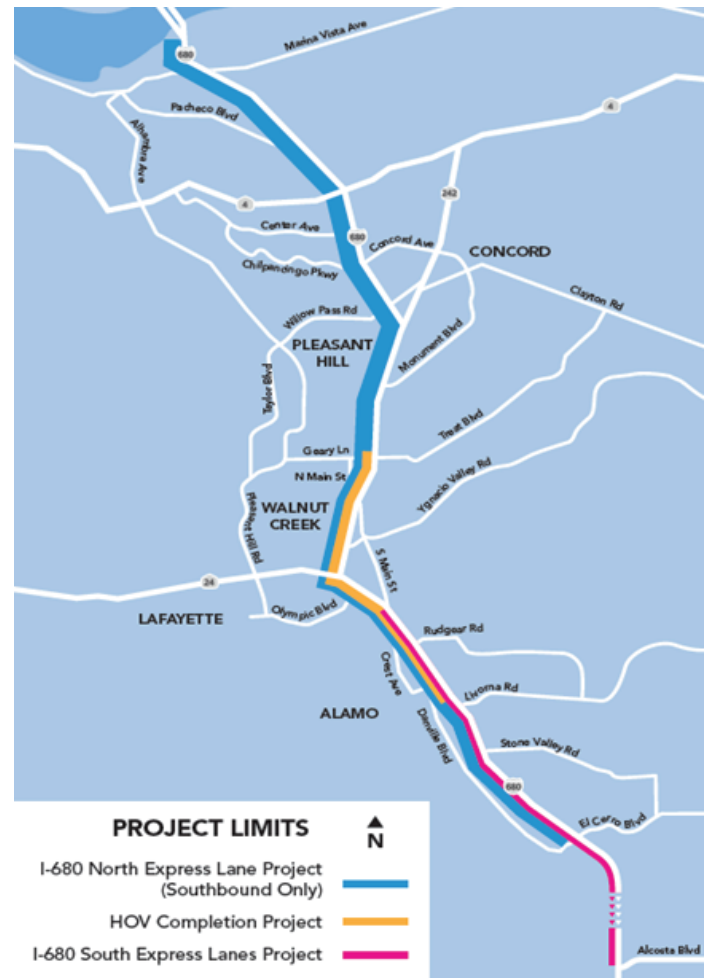 680
Marina Vista Ave
Pacheco Blvd
4
Alhambra Ave
242
4
Center Ave
680
Concord Ave
CONCORD
Chilpancingo Pkwy
Clayton Rd
Willow Pass Rd
PLEASANT
HILL
Monument Blvd
Taylor Blvd
Treat Blvd
Geary Ln
N Main St
Ygnacio Valley Rd
WALNUT
CREEK
Pleasant Hill Rd
S Main St
24
Olympic Blvd
LAFAYETTE
Rudgear Rd
Crest Ave
Livorna Rd
ALAMO
Danville Blvd
Stone Valley Rd
680
El Cerro Blvd
PROJECT LIMITS
N
I-680 North Express Lane Project
(Southbound Only)
HOV Completion Project
I-680 South Express Lanes Project
Alcosta Blvd